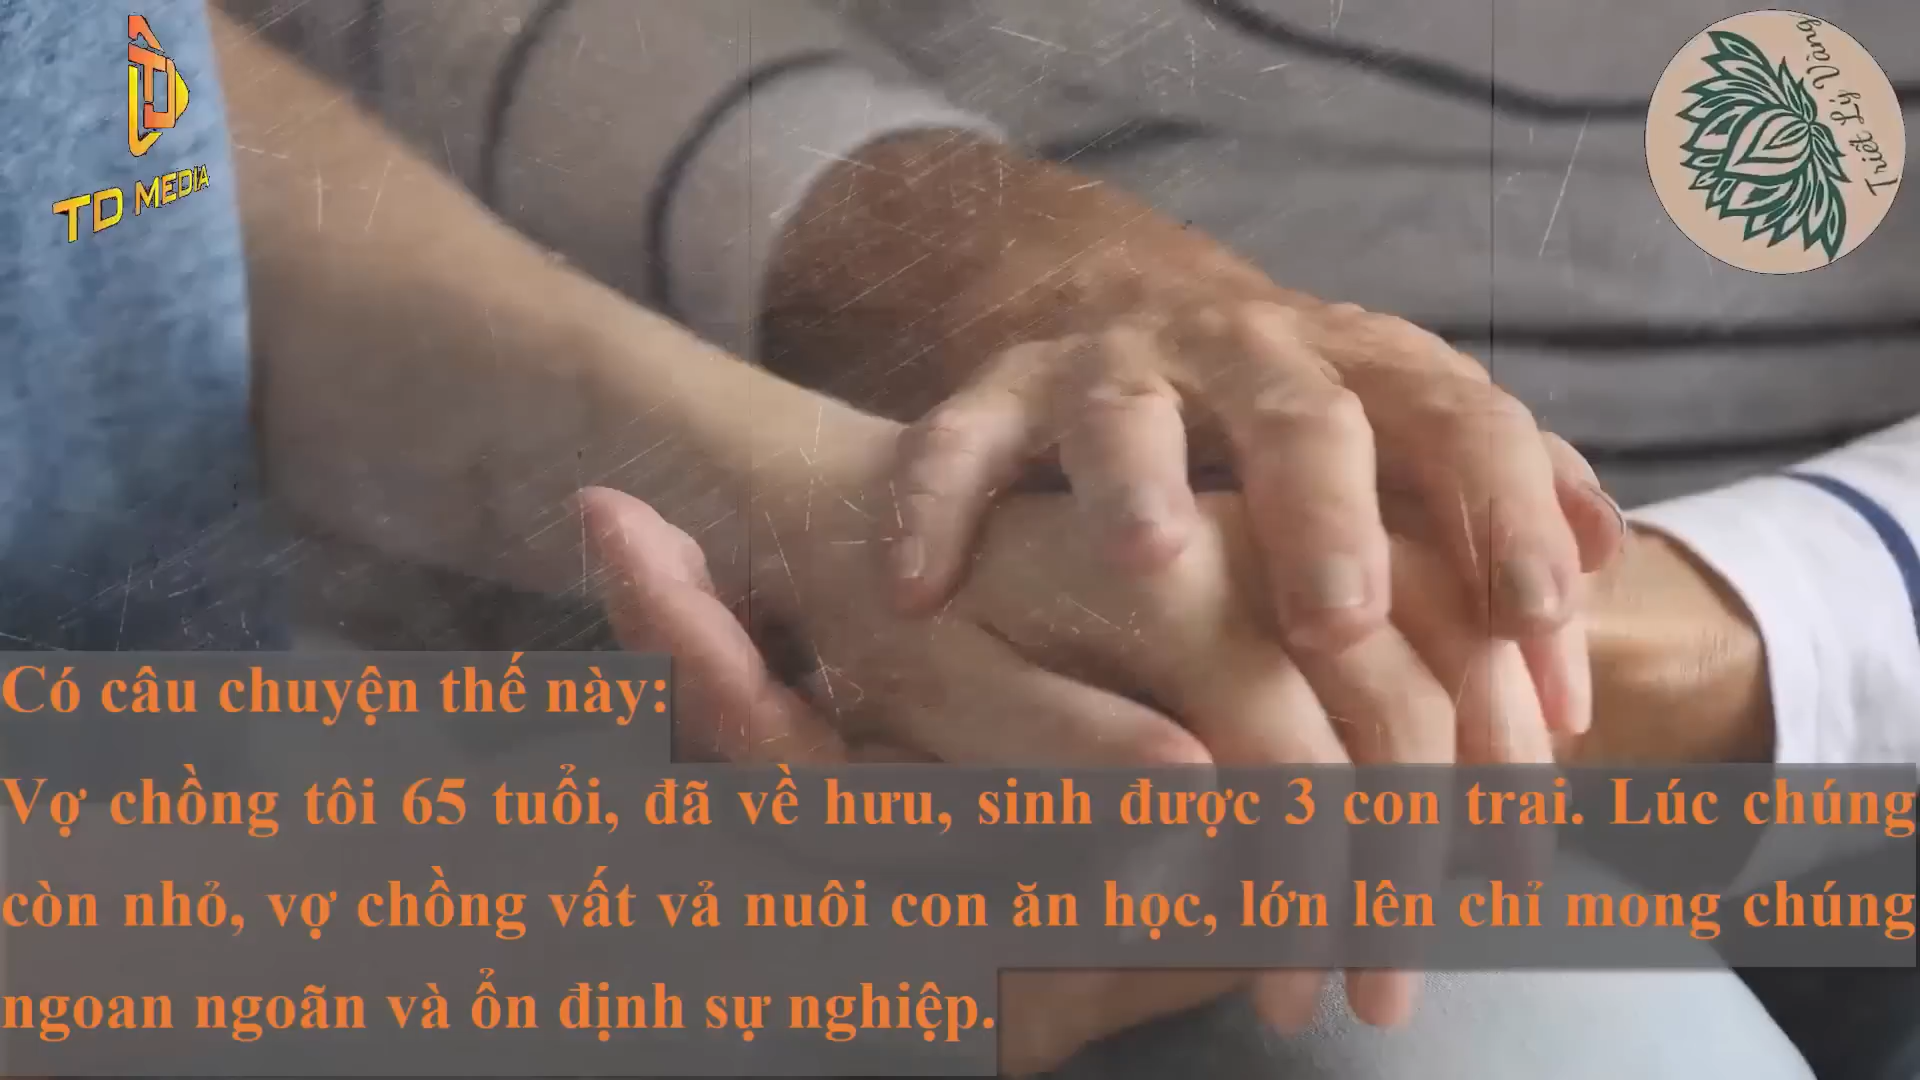 TD MEDIA
Triết Lý Vàng
Có câu chuyện thế này:
Vợ chồng tôi 65 tuổi, đã về hưu, sinh được 3 con trai. Lúc chúng
còn nhỏ, vợ chồng vất vả nuôi con ăn học, lớn lên chỉ mong chúng
ngoan ngoãn và ổn định sự nghiệp.